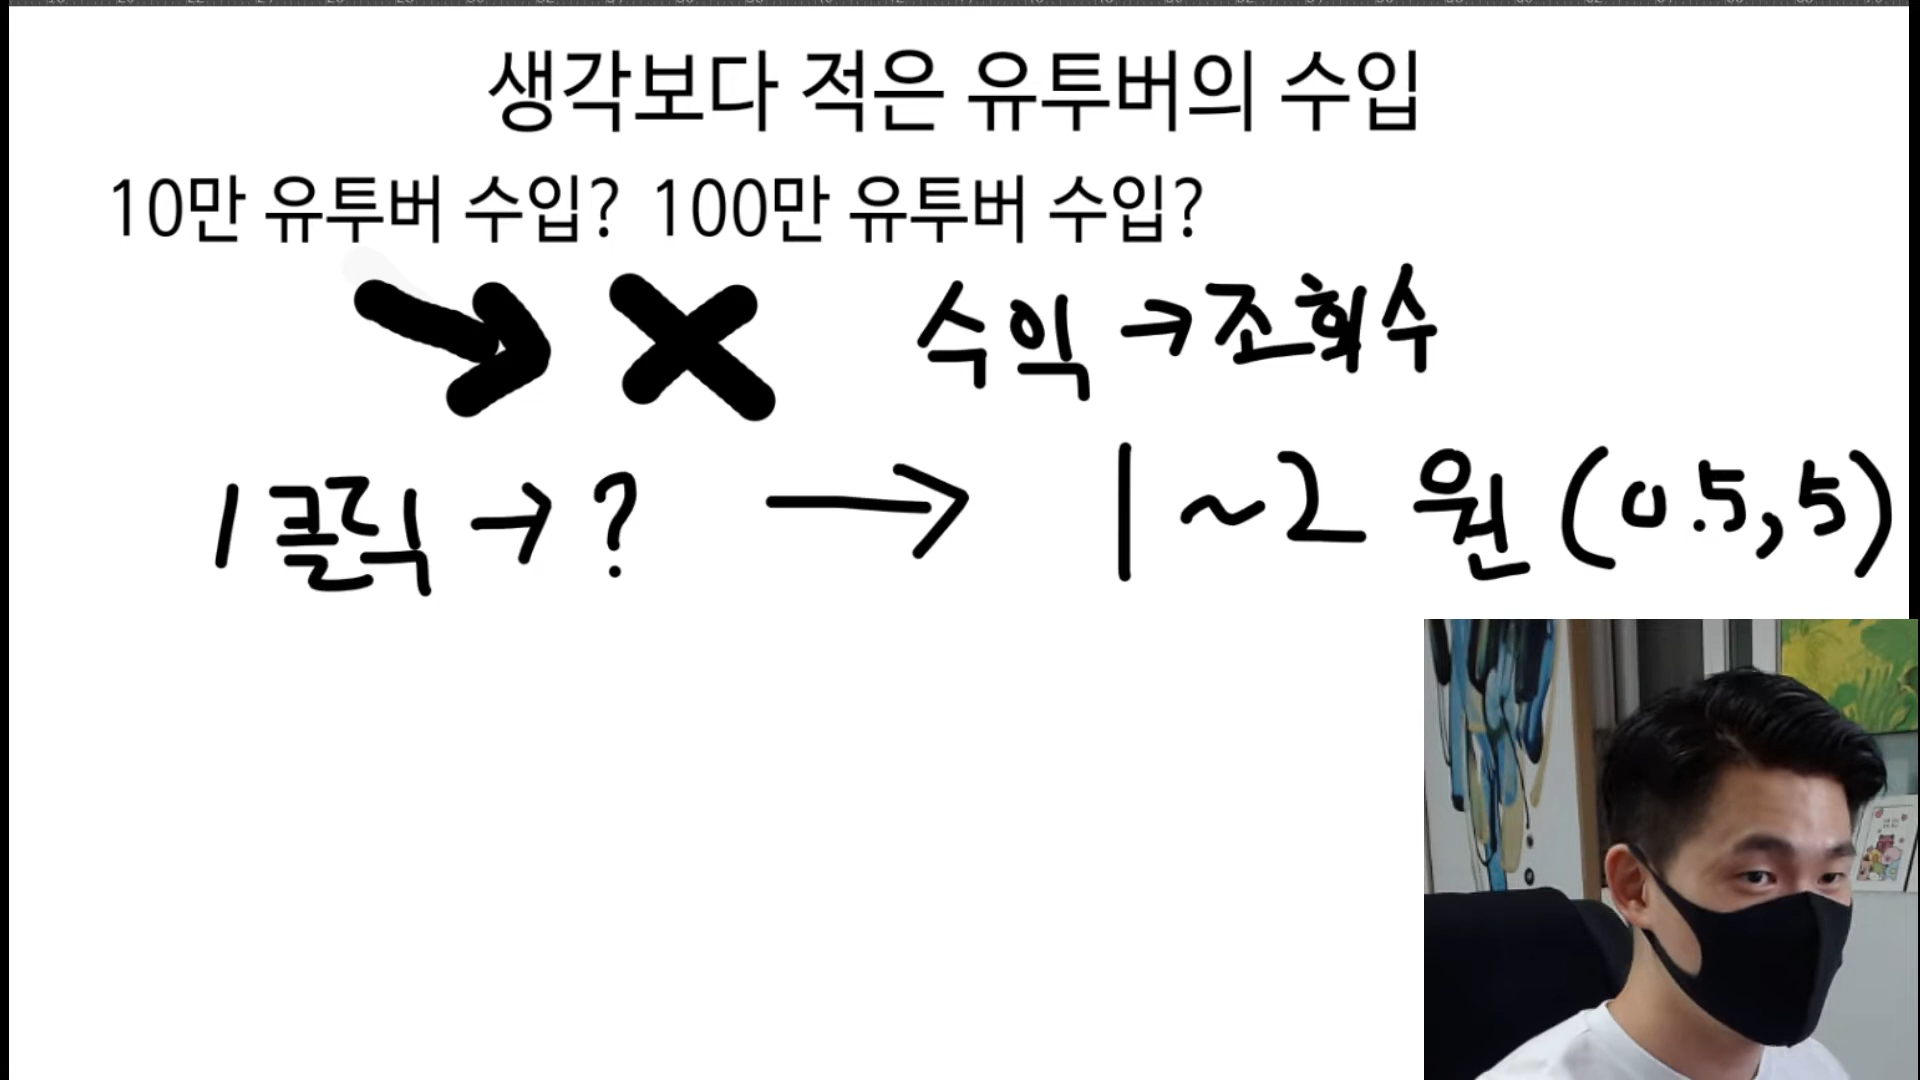 생각보다 적은 유투버의 수입
10만 유투버 수입? 100만 유투버 수입?
수익 → 조회수
1클릭 → ? → 1~2원 (0.5, 5)